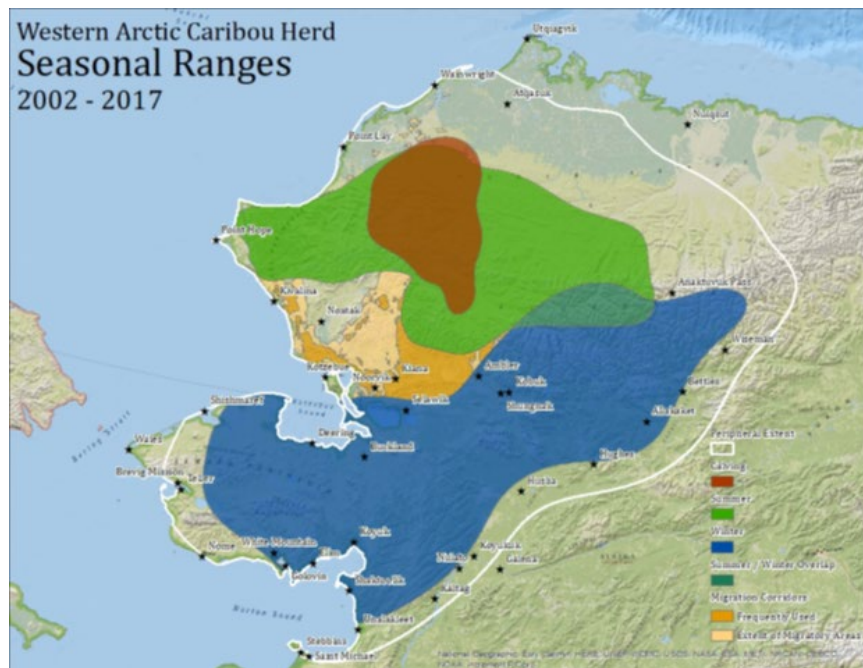 Western Arctic Caribou Herd
Seasonal Ranges
2002 - 2017
Utqiagvik
Wainwright
Atqasuk
Nuiqsut
Point Lay
Point Hope
Kivalina
Noatak
Anaktuvuk Pass
Wiseman
Kotzebue
Noorvik
Kiana
Ambler
Kobuk
Shungnak
Selawik
Bettles
Allakaket
Shishmaref
Kotzebue
Sound
Deering
Buckland
Hughes
Wales
Bering Strait
Brevig Mission
Teller
Huslia
Nome
White Mountain
Golovin
Elim
Koyuk
Shaktoolik
Nulato
Koyukuk
Galena
Kaltag
Norton Sound
Unalakleet
Stebbins
Saint Michael
Peripheral Extent
Calving
Summer
Winter
Summer / Winter Overlap
Migration Corridors
Frequently Used
Extent of Migratory Areas